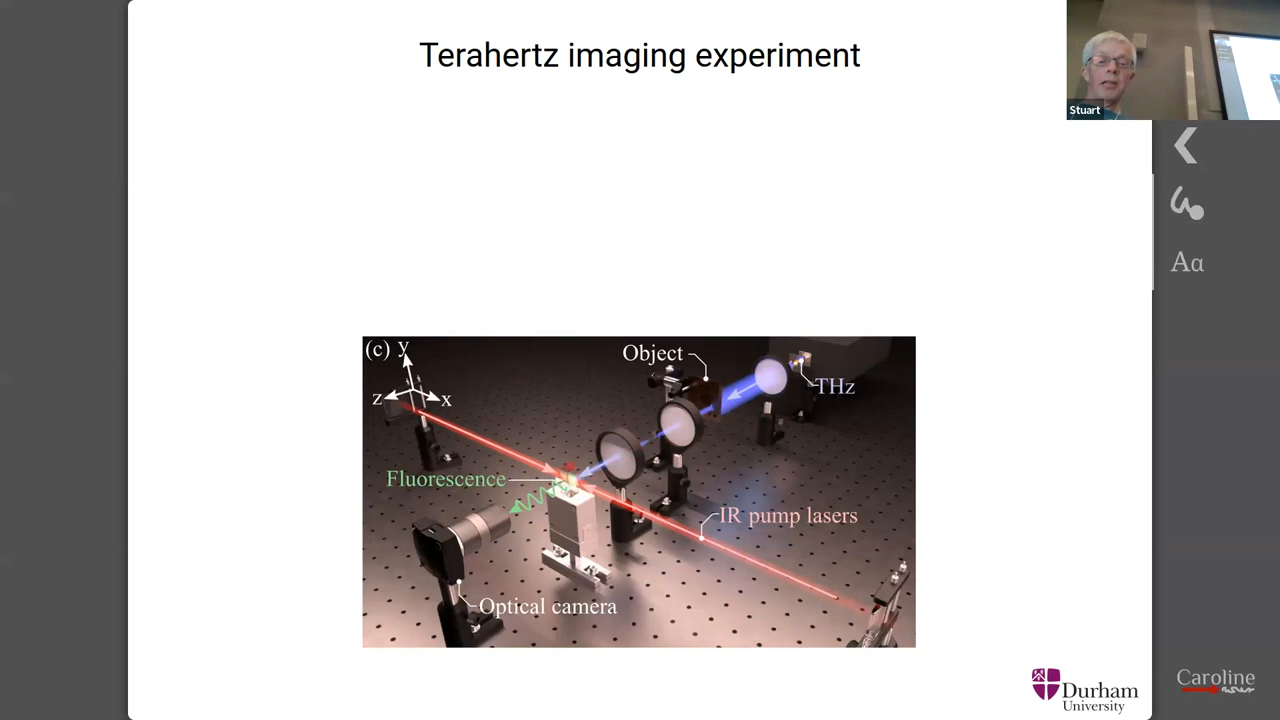 Terahertz imaging experiment
Stuart
Aα
(c) y
z x
Object
THz
Fluorescence
IR pump lasers
Optical camera
Durham
University
Caroline